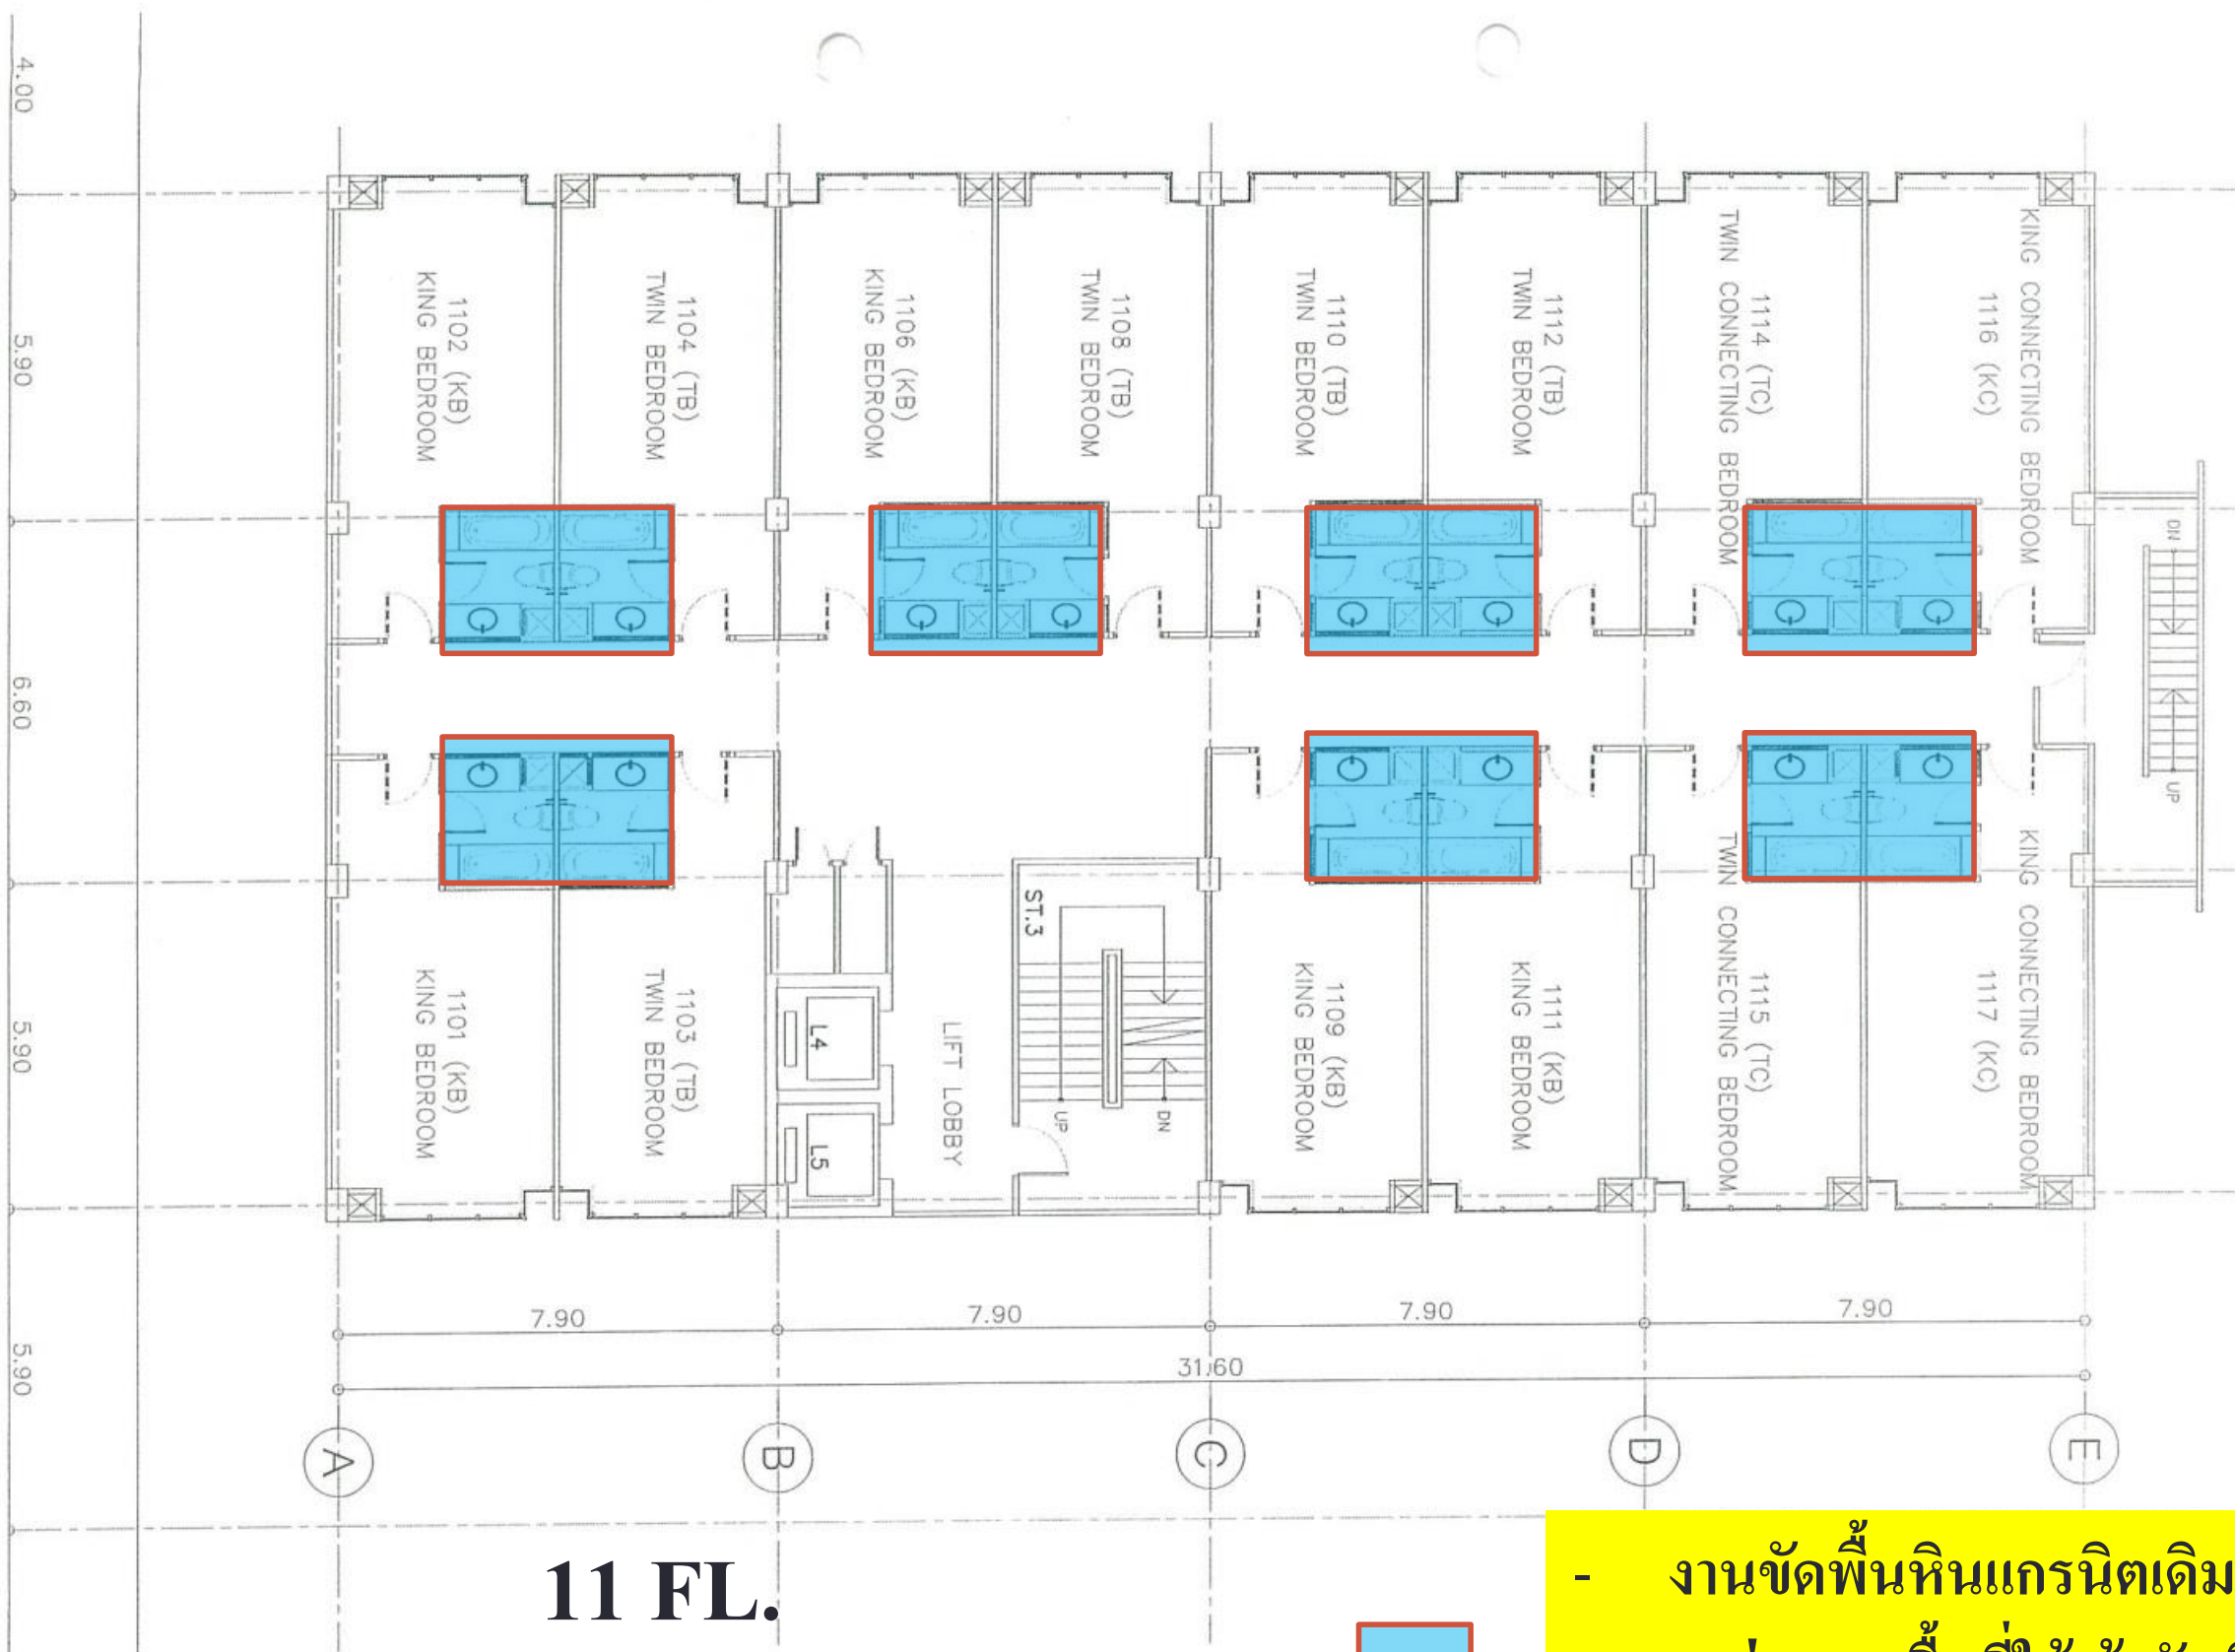 4.00
5.90
6.60
5.90
5.90
1102 (KB)
KING BEDROOM
1104 (TB)
TWIN BEDROOM
1106 (KB)
KING BEDROOM
1108 (TB)
TWIN BEDROOM
1110 (TB)
TWIN BEDROOM
1112 (TB)
TWIN BEDROOM
1114 (TC)
TWIN CONNECTING BEDROOM
KING CONNECTING BEDROOM
1116 (KC)
DN
UP
1101 (KB)
KING BEDROOM
1103 (TB)
TWIN BEDROOM
L4
L5
LIFT LOBBY
ST.3
UP
DN
1109 (KB)
KING BEDROOM
1111 (KB)
KING BEDROOM
1115 (TC)
TWIN CONNECTING BEDROOM
KING CONNECTING BEDROOM
1117 (KC)
7.90
7.90
7.90
7.90
31.60
A
B
C
D
E
11 FL.
- งานขัดพื้นหินแกรนิตเดิม